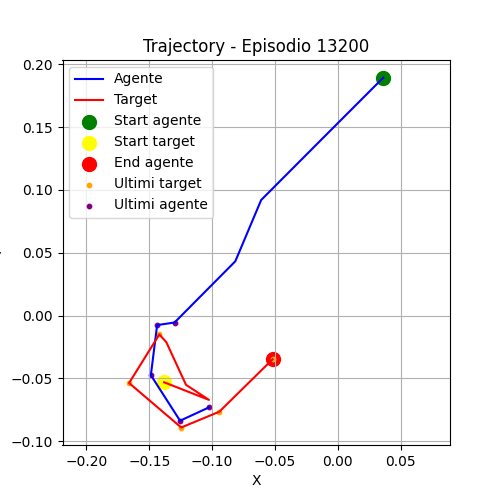 Trajectory - Episodio 13200
0.20
0.15
0.10
0.05
0.00
−0.05
−0.10
Agente
Target
Start agente
Start target
End agente
Ultimi target
Ultimi agente
−0.20 −0.15 −0.10 −0.05 0.00 0.05
X